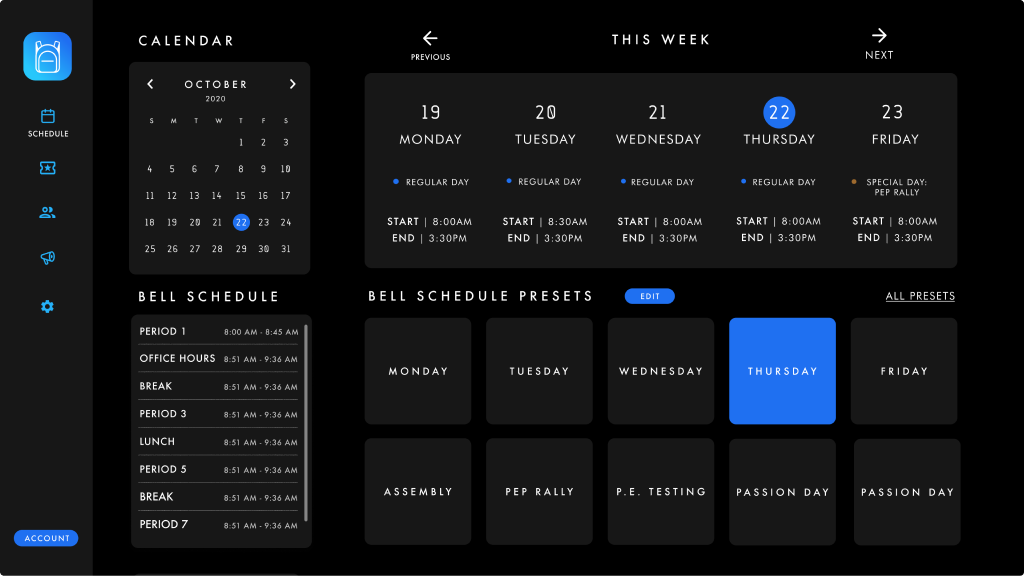 SCHEDULE
ACCOUNT
CALENDAR
OCTOBER
2020
S M T W T F S
1 2 3
4 5 6 7 8 9 10
11 12 13 14 15 16 17
18 19 20 21 22 23 24
25 26 27 28 29 30 31
BELL SCHEDULE
PERIOD 1 8:00 AM - 8:45 AM
OFFICE HOURS 8:51 AM - 9:36 AM
BREAK 8:51 AM - 9:36 AM
PERIOD 3 8:51 AM - 9:36 AM
LUNCH 8:51 AM - 9:36 AM
PERIOD 5 8:51 AM - 9:36 AM
BREAK 8:51 AM - 9:36 AM
PERIOD 7 8:51 AM - 9:36 AM
PREVIOUS
THIS WEEK
NEXT
19 20 21 22 23
MONDAY TUESDAY WEDNESDAY THURSDAY FRIDAY
REGULAR DAY REGULAR DAY REGULAR DAY REGULAR DAY SPECIAL DAY:
PEP RALLY
START | 8:00AM START | 8:30AM START | 8:00AM START | 8:00AM START | 8:00AM
END | 3:30PM END | 3:30PM END | 3:30PM END | 3:30PM END | 3:30PM
BELL SCHEDULE PRESETS EDIT ALL PRESETS
MONDAY TUESDAY WEDNESDAY THURSDAY FRIDAY
ASSEMBLY PEP RALLY P.E. TESTING PASSION DAY PASSION DAY